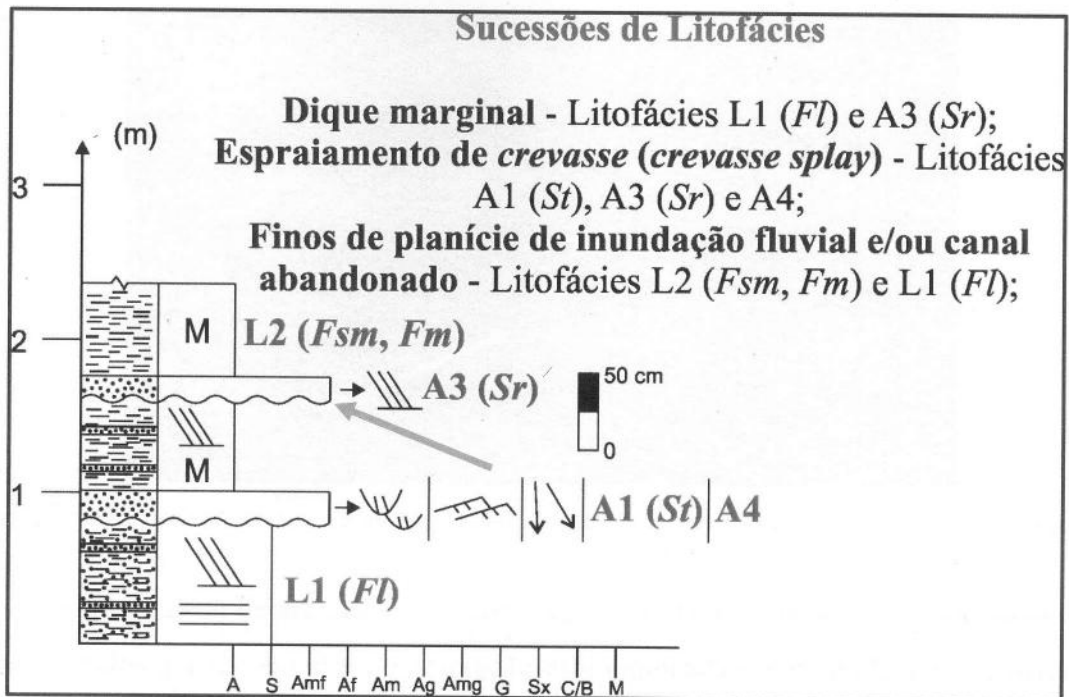 Sucessões de Litofácies
Dique marginal - Litofácies L1 (Fl) e A3 (Sr);
Espraiamento de crevasse (crevasse splay) - Litofácies
A1 (St), A3 (Sr) e A4;
Finos de planície de inundação fluvial e/ou canal
abandonado - Litofácies L2 (Fsm, Fm) e L1 (Fl);
(m)
3
2
M
L2 (Fsm, Fm)
A3 (Sr)
50 cm
0
M
1
A1 (St) A4
L1 (Fl)
A S Amf Af Am Ag Amg G Sx C/B M